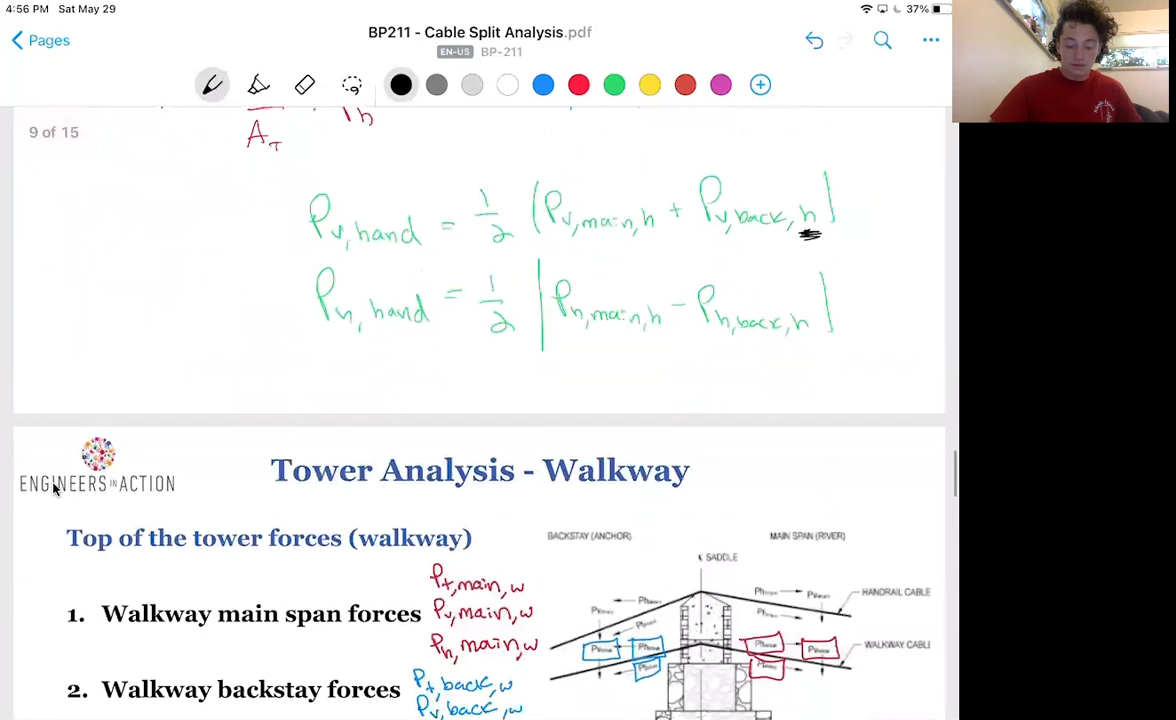 4:56 PM Sat May 29
37%
Pages
BP211 - Cable Split Analysis.pdf
EN-US BP-211
9 of 15
A_T
P_h
P_v,hand = 1/2 (P_v,main,h + P_v,back,h)
P_h,hand = 1/2 |P_h,main,h - P_h,back,h|
ENGINEERS IN ACTION
Tower Analysis - Walkway
Top of the tower forces (walkway)
BACKSTAY (ANCHOR)
MAIN SPAN (RIVER)
SADDLE
P_t,main,w
1. Walkway main span forces P_v,main,w
P_h,main,w
HANDRAIL CABLE
WALKWAY CABL
2. Walkway backstay forces P_t,back,w
P_v,back,w